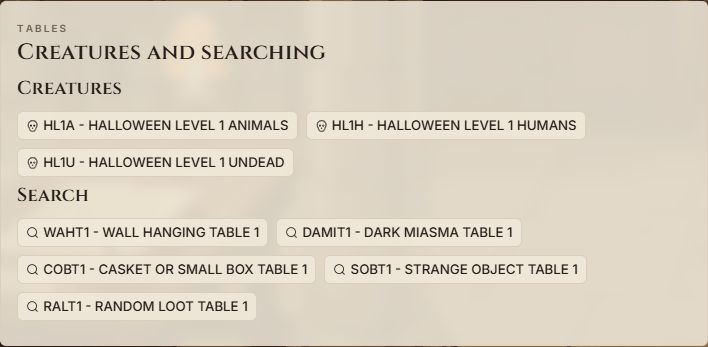 TABLES
Creatures and searching
Creatures
HL1A - HALLOWEEN LEVEL 1 ANIMALS
HL1H - HALLOWEEN LEVEL 1 HUMANS
HL1U - HALLOWEEN LEVEL 1 UNDEAD
Search
WAHT1 - WALL HANGING TABLE 1
DAMIT1 - DARK MIASMA TABLE 1
COBT1 - CASKET OR SMALL BOX TABLE 1
SOBT1 - STRANGE OBJECT TABLE 1
RALT1 - RANDOM LOOT TABLE 1